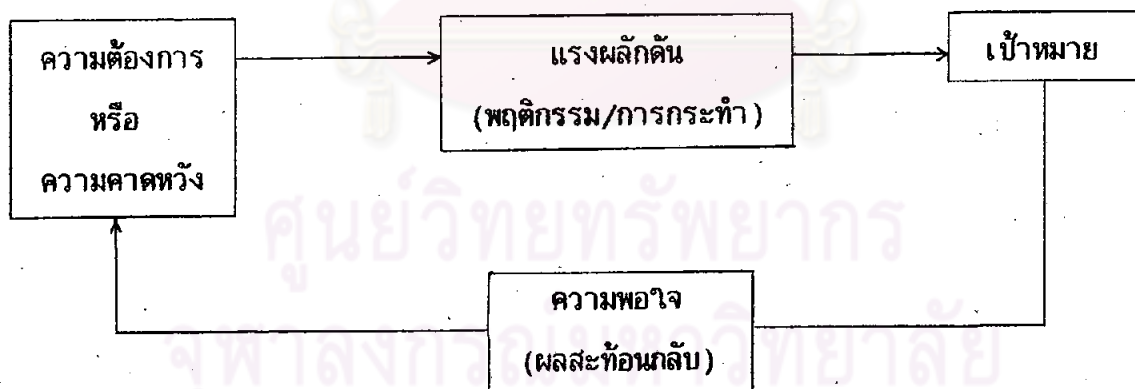 ความต้องการ
หรือ
ความคาดหวัง
แรงผลักดัน
(พฤติกรรม/การกระทำ)
เป้าหมาย
ความพอใจ
(ผลสะท้อนกลับ)
ศูนย์วิทยทรัพยากร
จุฬาลงกรณ์มหาวิทยาลัย